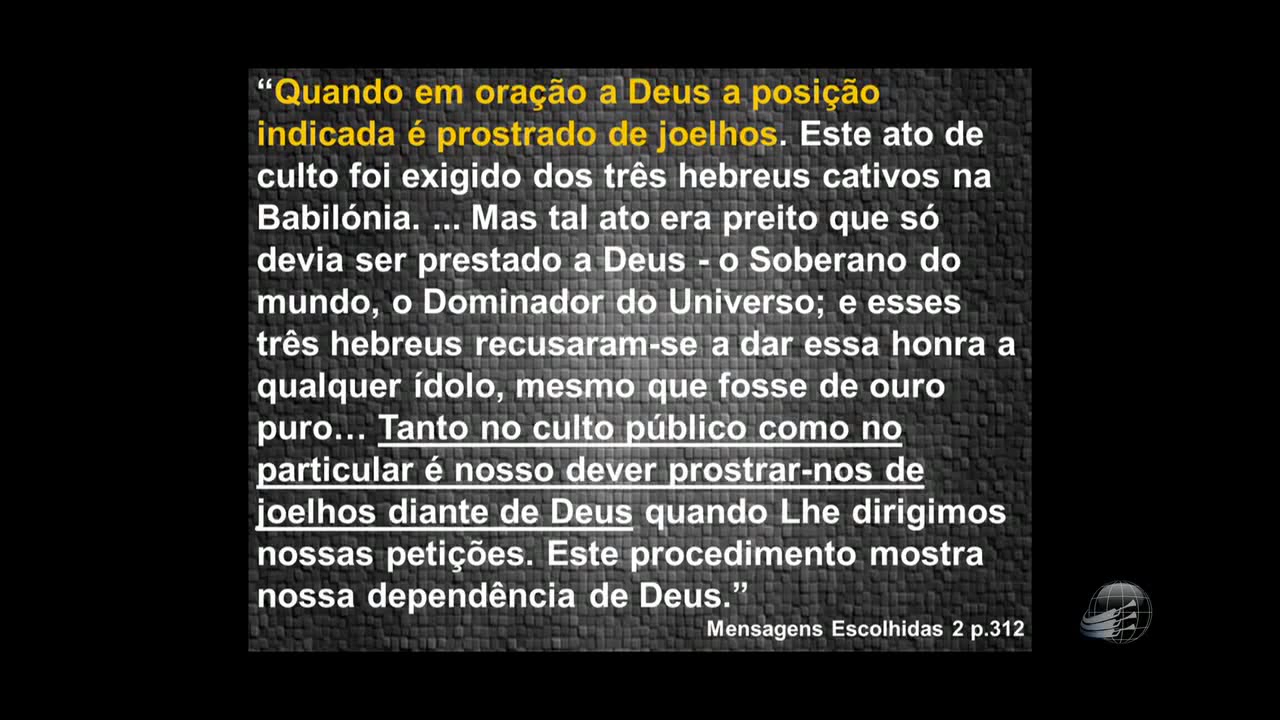 “Quando em oração a Deus a posição
indicada é prostrado de joelhos. Este ato de
culto foi exigido dos três hebreus cativos na
Babilónia. ... Mas tal ato era preito que só
devia ser prestado a Deus - o Soberano do
mundo, o Dominador do Universo; e esses
três hebreus recusaram-se a dar essa honra a
qualquer ídolo, mesmo que fosse de ouro
puro… Tanto no culto público como no
particular é nosso dever prostrar-nos de
joelhos diante de Deus quando Lhe dirigimos
nossas petições. Este procedimento mostra
nossa dependência de Deus.”
Mensagens Escolhidas 2 p.312